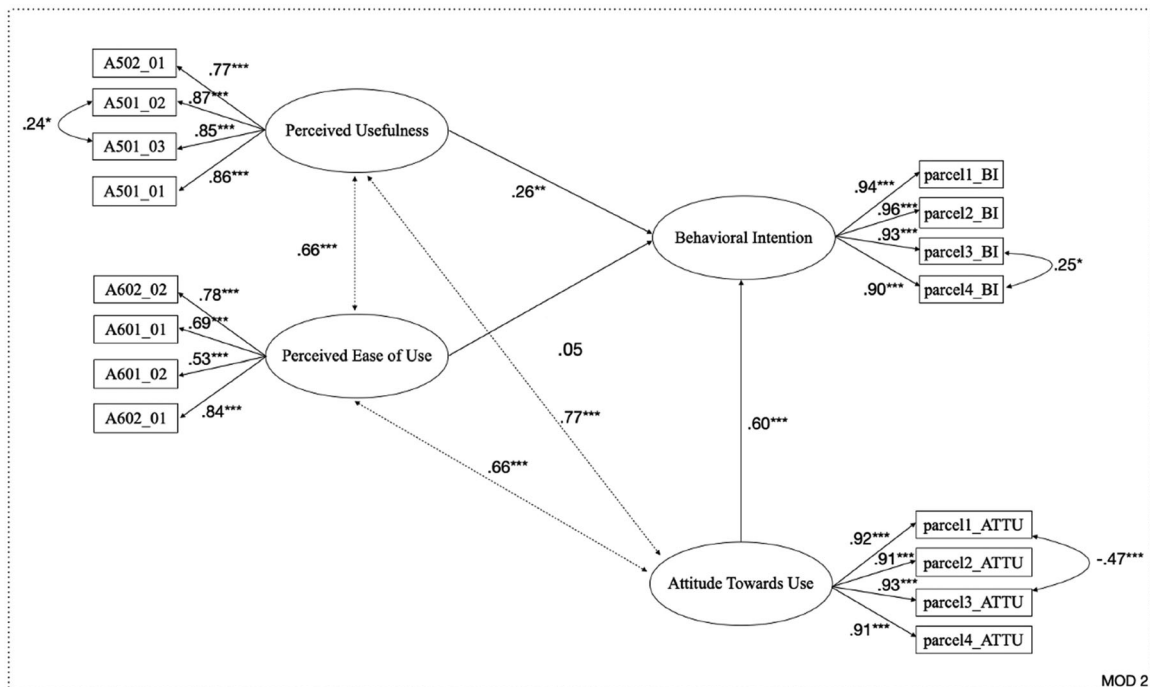 A502_01
.77***
A501_02
.87***
.24*
A501_03
.85***
A501_01
.86***
Perceived Usefulness
.26**
.66***
A602_02
.78***
A601_01
.69***
A601_02
.53***
A602_01
.84***
Perceived Ease of Use
.05
.77***
.66***
Behavioral Intention
.94***
parcel1_BI
.96***
parcel2_BI
.93***
parcel3_BI
.25*
.90***
parcel4_BI
.60***
Attitude Towards Use
.92***
parcel1_ATTU
.91***
parcel2_ATTU
-.47***
.93***
parcel3_ATTU
.91***
parcel4_ATTU
MOD 2